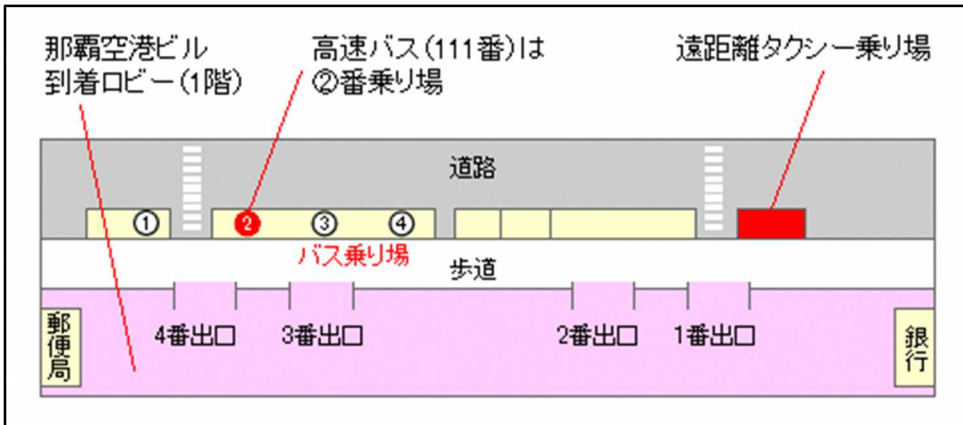 那覇空港ビル
到着ロビー(1階)
高速バス(111番)は
②番乗り場
遠距離タクシー乗り場
道路
①
❷
③
④
バス乗り場
歩道
4番出口
3番出口
2番出口
1番出口
郵便局
銀行